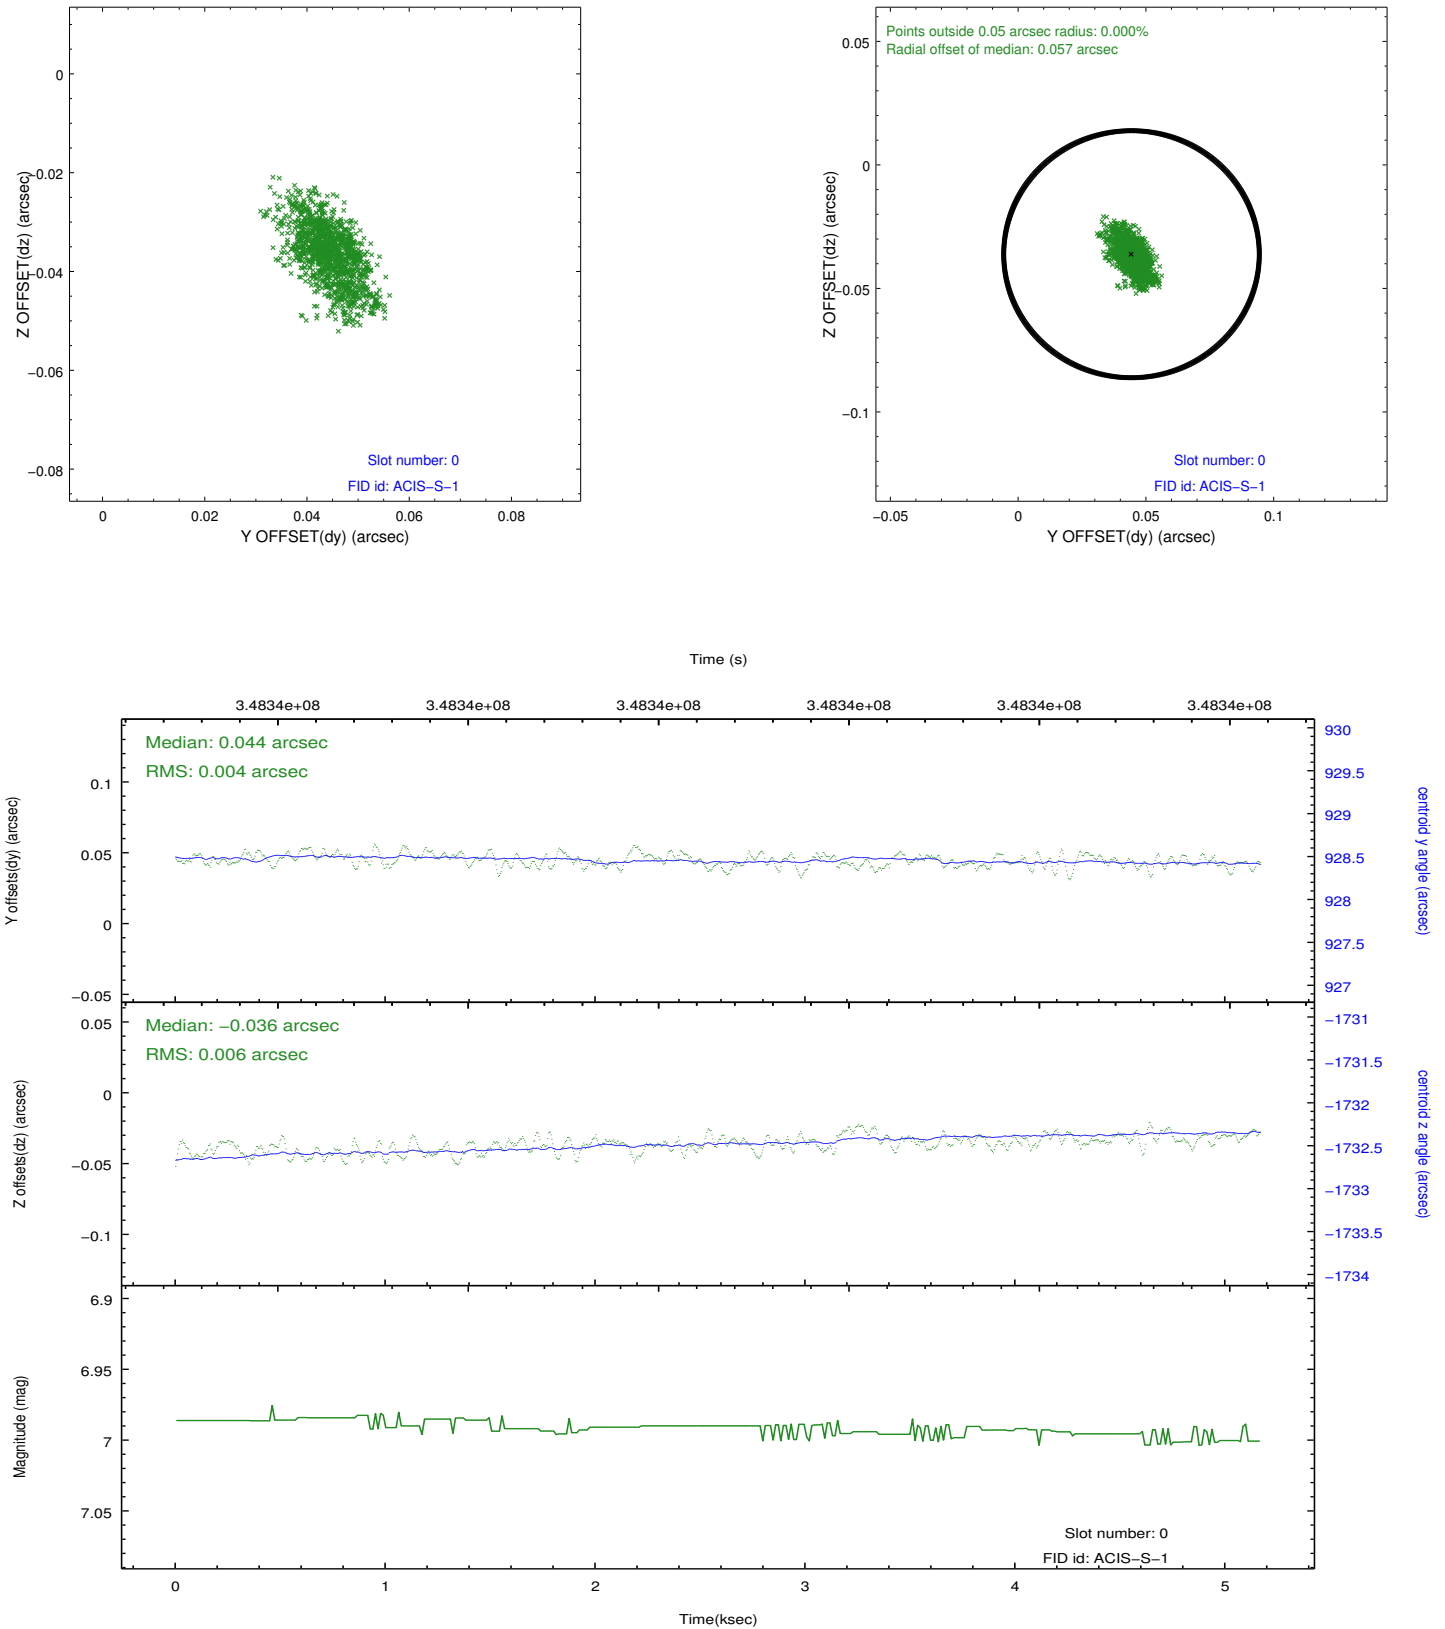 0
−0.02
−0.04
−0.06
−0.08
Z OFFSET(dz) (arcsec)
Slot number: 0
FID id: ACIS−S−1
0 0.02 0.04 0.06 0.08
Y OFFSET(dy) (arcsec)
Points outside 0.05 arcsec radius: 0.000%
Radial offset of median: 0.057 arcsec
0.05
0
−0.05
−0.1
Z OFFSET(dz) (arcsec)
Slot number: 0
FID id: ACIS−S−1
−0.05 0 0.05 0.1
Y OFFSET(dy) (arcsec)
Time (s)
3.4834e+08 3.4834e+08 3.4834e+08 3.4834e+08 3.4834e+08 3.4834e+08
Median: 0.044 arcsec
RMS: 0.004 arcsec
0.1
0.05
0
−0.05
Y offsets(dy) (arcsec)
930
929.5
929
928.5
928
927.5
927
centroid y angle (arcsec)
Median: −0.036 arcsec
RMS: 0.006 arcsec
0.05
0
−0.05
−0.1
Z offsets(dz) (arcsec)
−1731
−1731.5
−1732
−1732.5
−1733
−1733.5
−1734
centroid z angle (arcsec)
6.9
6.95
7
7.05
Magnitude (mag)
Slot number: 0
FID id: ACIS−S−1
0 1 2 3 4 5
Time(ksec)